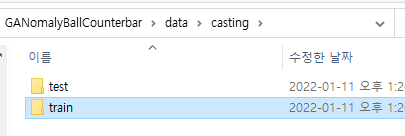 GANomalyBallCounterbar > data > casting >
이름 수정한 날짜
test 2022-01-11 오후 1:2
train 2022-01-11 오후 1:2